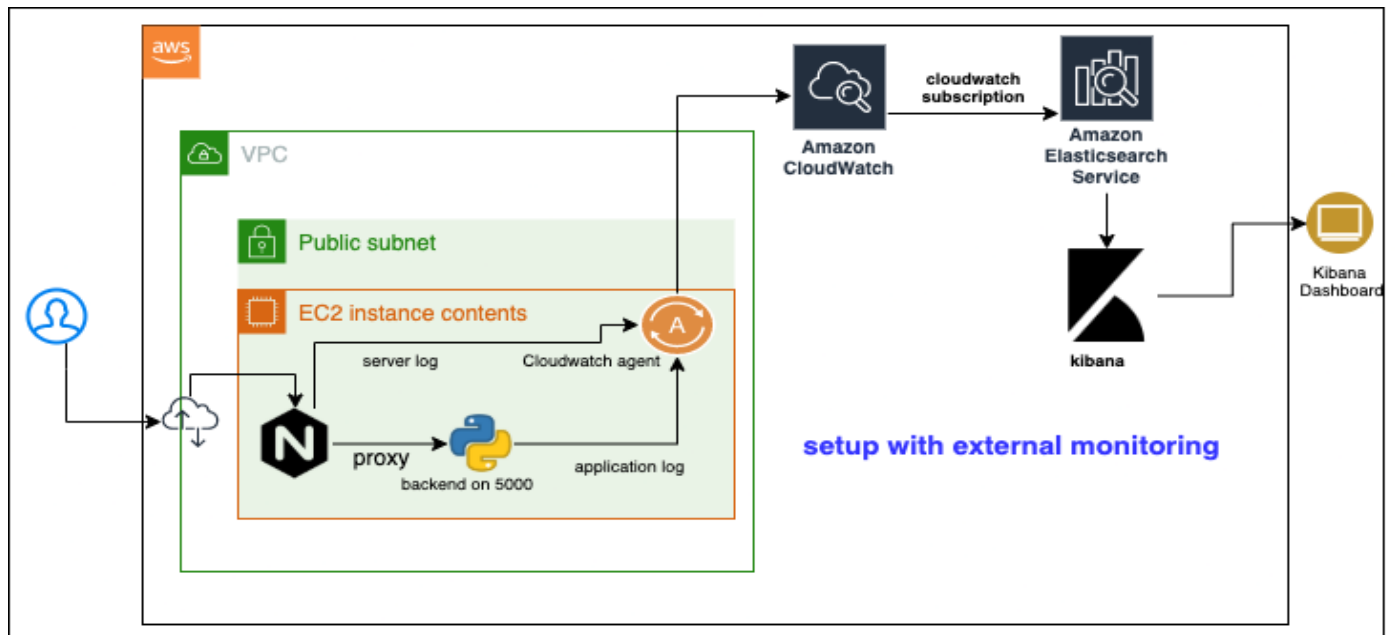 aws
VPC
Public subnet
EC2 instance contents
server log
Cloudwatch agent
A
N
proxy
backend on 5000
application log
Amazon
CloudWatch
cloudwatch
subscription
Amazon
Elasticsearch
Service
kibana
Kibana
Dashboard
setup with external monitoring